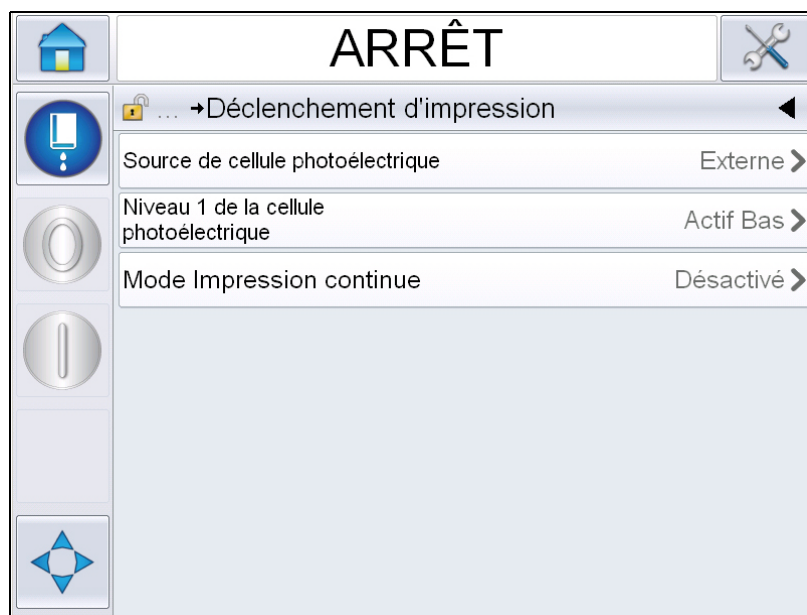 ARRÊT
... →Déclenchement d'impression
Source de cellule photoélectrique Externe
Niveau 1 de la cellule
photoélectrique Actif Bas
Mode Impression continue Désactivé